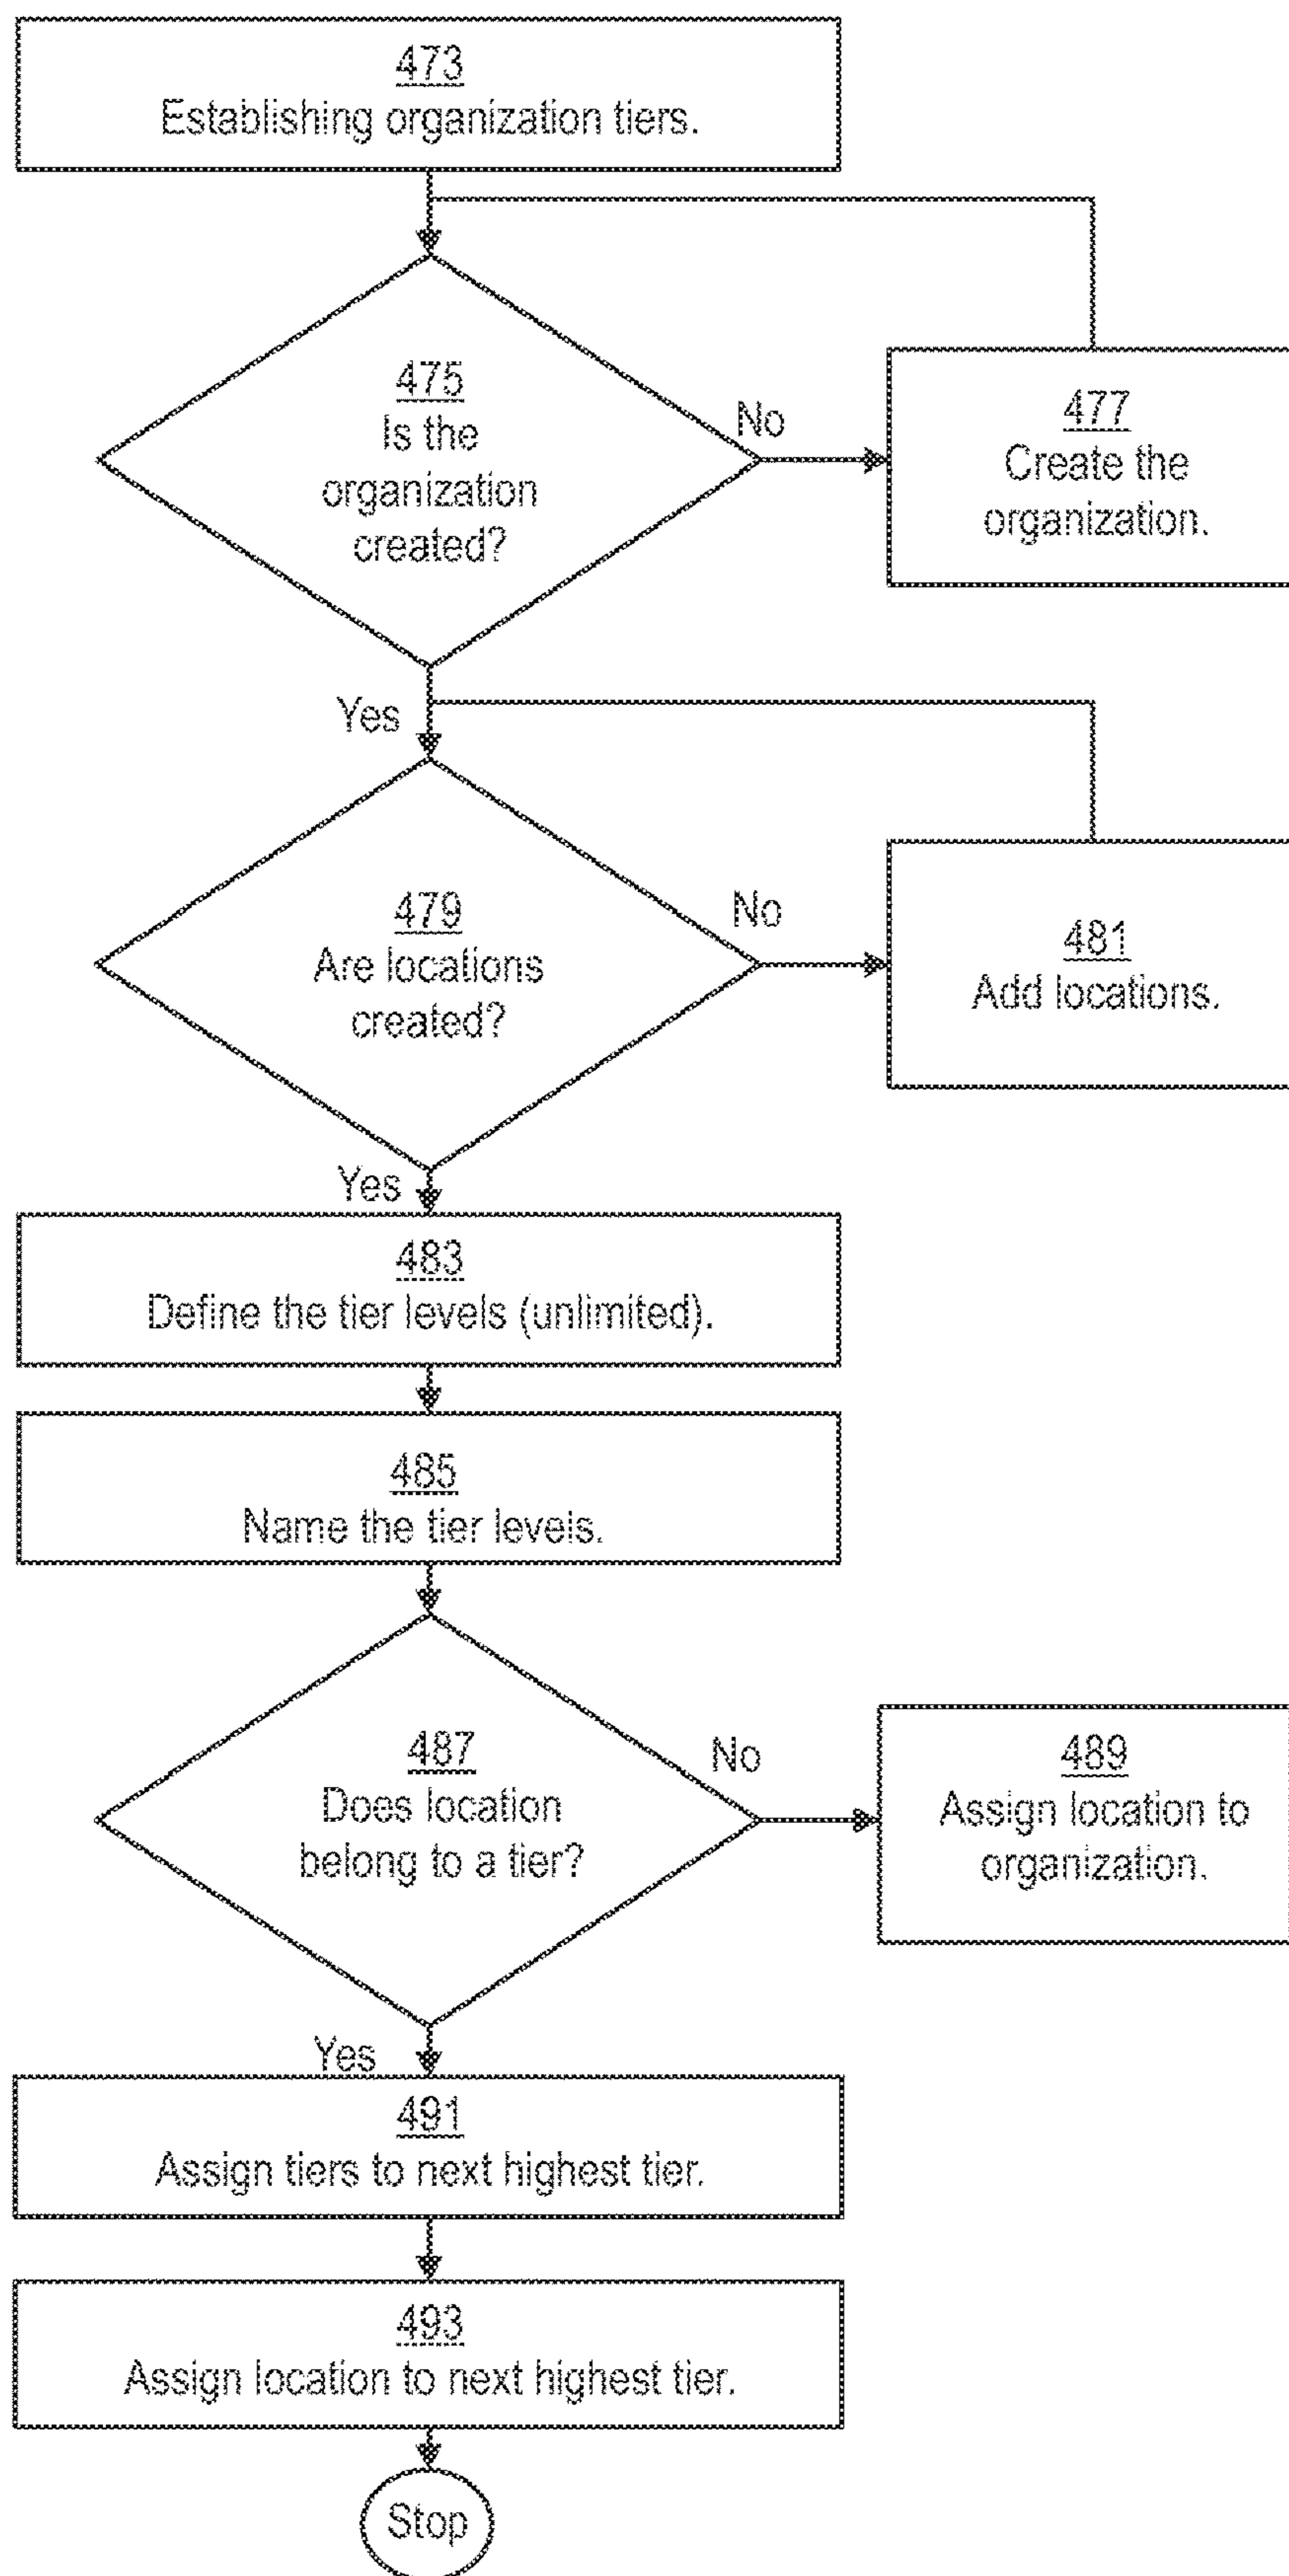 473
Establishing organization tiers.
475
Is the
organization
created?
No
477
Create the
organization.
Yes
479
Are locations
created?
No
481
Add locations.
Yes
483
Define the tier levels (unlimited).
485
Name the tier levels.
487
Does location
belong to a tier?
No
489
Assign location to
organization.
Yes
491
Assign tiers to next highest tier.
493
Assign location to next highest tier.
Stop